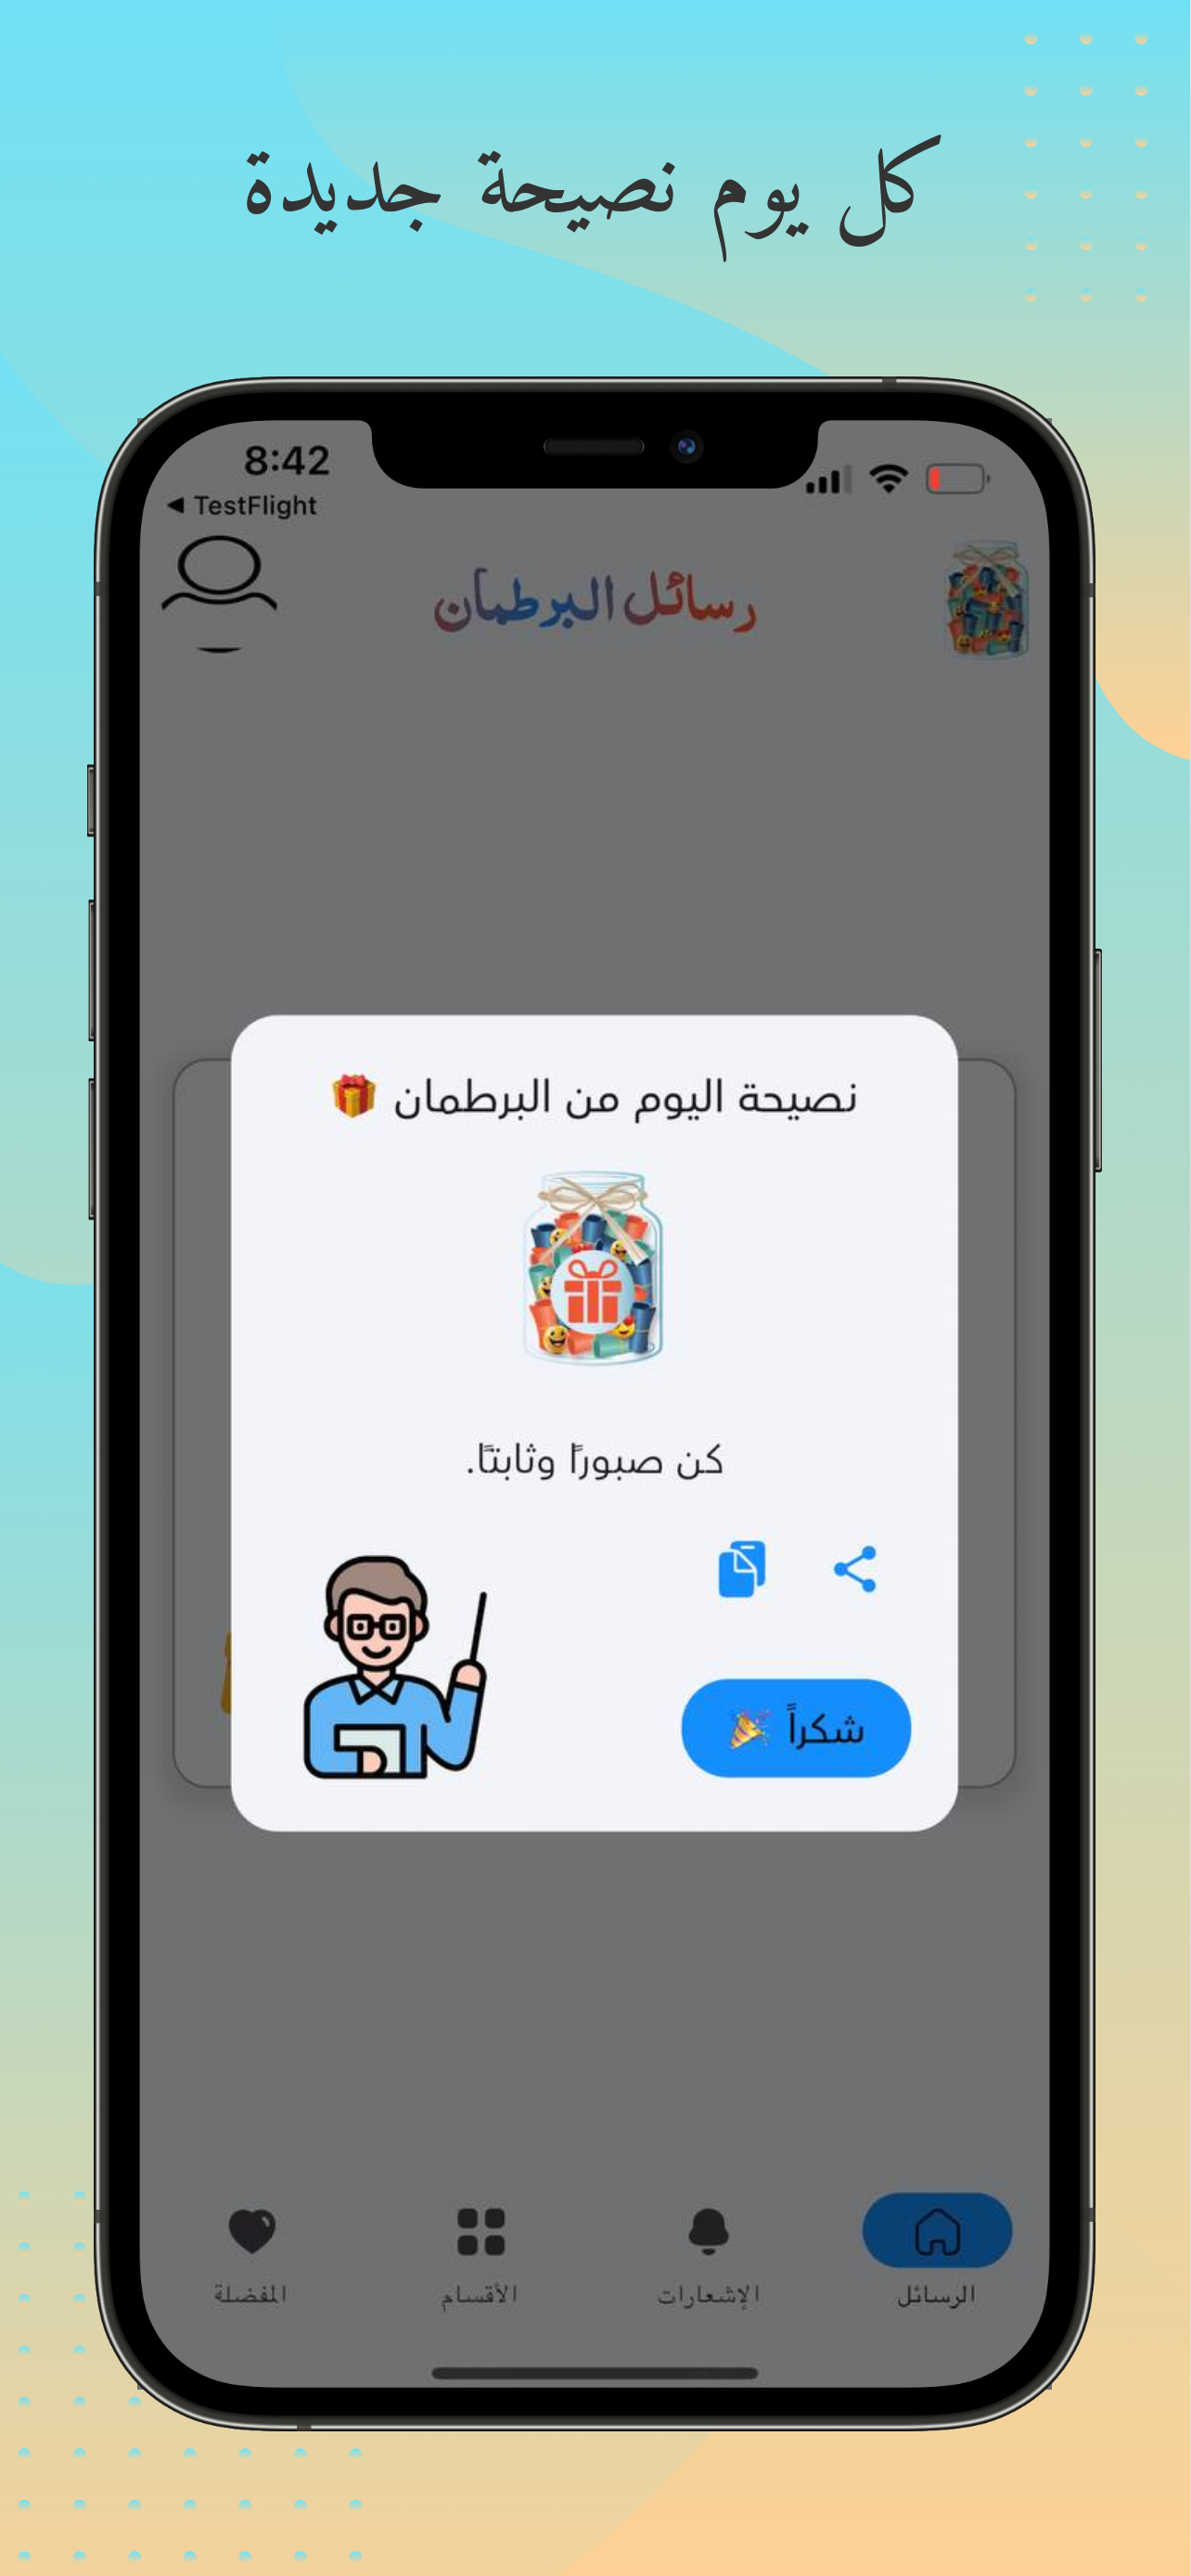 كل يوم نصيحة جديدة
8:42
◀ TestFlight
رسائل البرطمان
نصيحة اليوم من البرطمان 🎁
كن صبوراً وثابتاً.
شكراً 🎉
الرسائل
الإشعارات
الأقسام
المفضلة